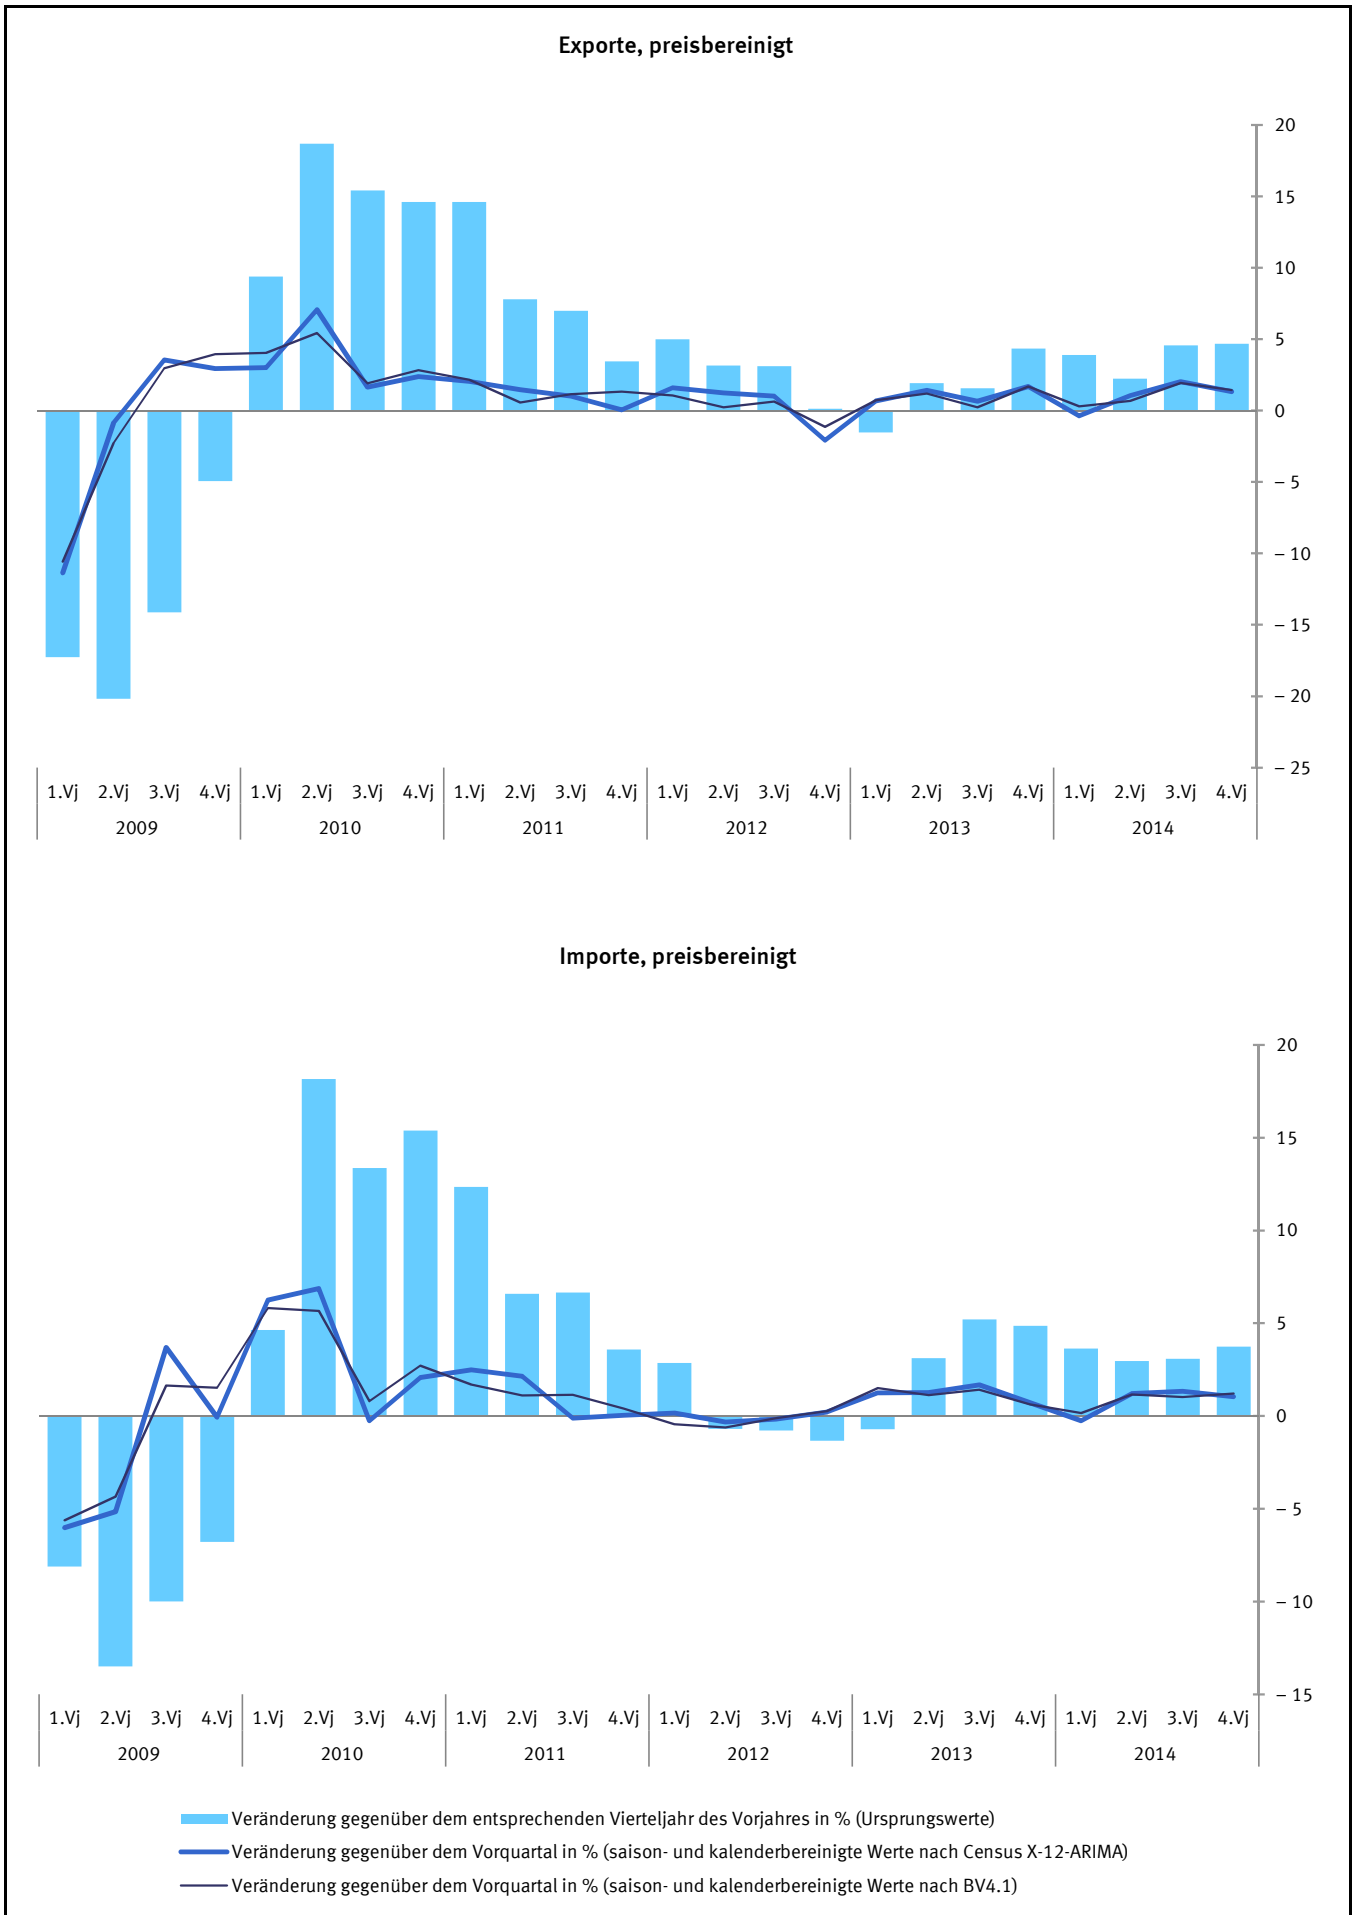 Exporte, preisbereinigt
20
15
10
5
0
– 5
– 10
– 15
– 20
– 25
1.Vj 2.Vj 3.Vj 4.Vj 1.Vj 2.Vj 3.Vj 4.Vj 1.Vj 2.Vj 3.Vj 4.Vj 1.Vj 2.Vj 3.Vj 4.Vj 1.Vj 2.Vj 3.Vj 4.Vj 1.Vj 2.Vj 3.Vj 4.Vj
2009 2010 2011 2012 2013 2014
Importe, preisbereinigt
20
15
10
5
0
– 5
– 10
– 15
1.Vj 2.Vj 3.Vj 4.Vj 1.Vj 2.Vj 3.Vj 4.Vj 1.Vj 2.Vj 3.Vj 4.Vj 1.Vj 2.Vj 3.Vj 4.Vj 1.Vj 2.Vj 3.Vj 4.Vj 1.Vj 2.Vj 3.Vj 4.Vj
2009 2010 2011 2012 2013 2014
Veränderung gegenüber dem entsprechenden Vierteljahr des Vorjahres in % (Ursprungswerte)
Veränderung gegenüber dem Vorquartal in % (saison- und kalenderbereinigte Werte nach Census X-12-ARIMA)
Veränderung gegenüber dem Vorquartal in % (saison- und kalenderbereinigte Werte nach BV4.1)